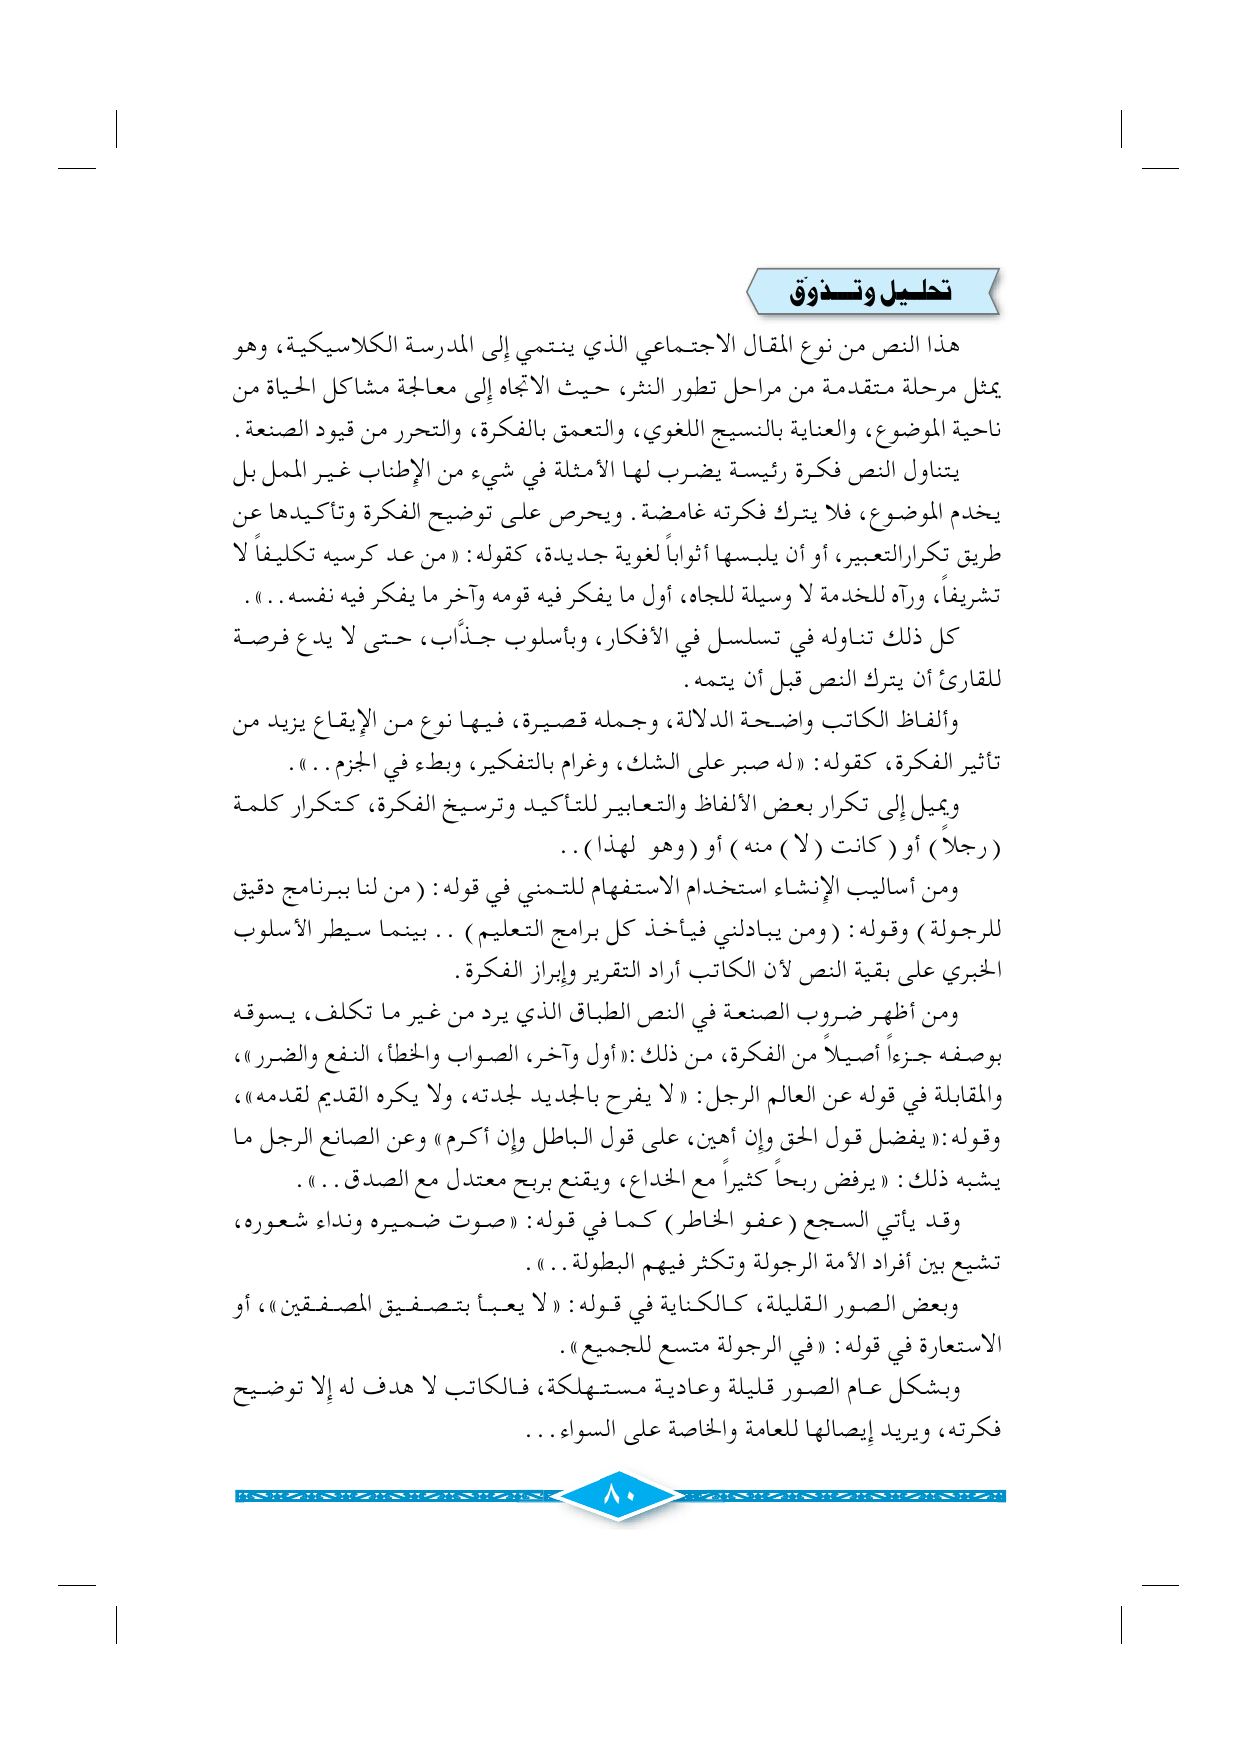 تحليل وتذوّق
هذا النص من نوع المقال الاجتماعي الذي ينتمي إِلى المدرسة الكلاسيكية، وهو
يمثل مرحلة متقدمة من مراحل تطور النثر، حيث الاتجاه إِلى معالجة مشاكل الحياة من
ناحية الموضوع، والعناية بالنسيج اللغوي، والتعمق بالفكرة، والتحرر من قيود الصنعة.
يتناول النص فكرة رئيسة يضرب لها الأمثلة في شيء من الإِطناب غير الممل بل
يخدم الموضوع، فلا يترك فكرته غامضة. ويحرص على توضيح الفكرة وتأكيدها عن
طريق تكرارالتعبير، أو أن يلبسها أثواباً لغوية جديدة، كقوله: «من عد كرسيه تكليفاً لا
تشريفاً، ورآه للخدمة لا وسيلة للجاه، أول ما يفكر فيه قومه وآخر ما يفكر فيه نفسه..».
كل ذلك تناوله في تسلسل في الأفكار، وبأسلوب جذَّاب، حتى لا يدع فرصة
للقارئ أن يترك النص قبل أن يتمه.
وألفاظ الكاتب واضحة الدلالة، وجمله قصيرة، فيها نوع من الإِيقاع يزيد من
تأثير الفكرة، كقوله: «له صبر على الشك، وغرام بالتفكير، وبطء في الجزم..».
ويميل إِلى تكرار بعض الألفاظ والتعابير للتأكيد وترسيخ الفكرة، كتكرار كلمة
(رجلاً) أو (كانت (لا) منه) أو (وهو لهذا)..
ومن أساليب الإِنشاء استخدام الاستفهام للتمني في قوله: (من لنا ببرنامج دقيق
للرجولة) وقوله: (ومن يبادلني فيأخذ كل برامج التعليم) .. بينما سيطر الأسلوب
الخبري على بقية النص لأن الكاتب أراد التقرير وإِبراز الفكرة.
ومن أظهر ضروب الصنعة في النص الطباق الذي يرد من غير ما تكلف، يسوقه
بوصفه جزءاً أصيلاً من الفكرة، من ذلك:«أول وآخر، الصواب والخطأ، النفع والضرر»،
والمقابلة في قوله عن العالم الرجل: «لا يفرح بالجديد لجدته، ولا يكره القديم لقدمه»،
وقوله:«يفضل قول الحق وإِن أهين، على قول الباطل وإِن أكرم» وعن الصانع الرجل ما
يشبه ذلك: «يرفض ربحاً كثيراً مع الخداع، ويقنع بربح معتدل مع الصدق..».
وقد يأتي السجع (عفو الخاطر) كما في قوله: «صوت ضميره ونداء شعوره،
تشيع بين أفراد الأمة الرجولة وتكثر فيهم البطولة..».
وبعض الصور القليلة، كالكناية في قوله: «لا يعبأ بتصفيق المصفقين»، أو
الاستعارة في قوله: «في الرجولة متسع للجميع».
وبشكل عام الصور قليلة وعادية مستهلكة، فالكاتب لا هدف له إِلا توضيح
فكرته، ويريد إِيصالها للعامة والخاصة على السواء...
٨٠